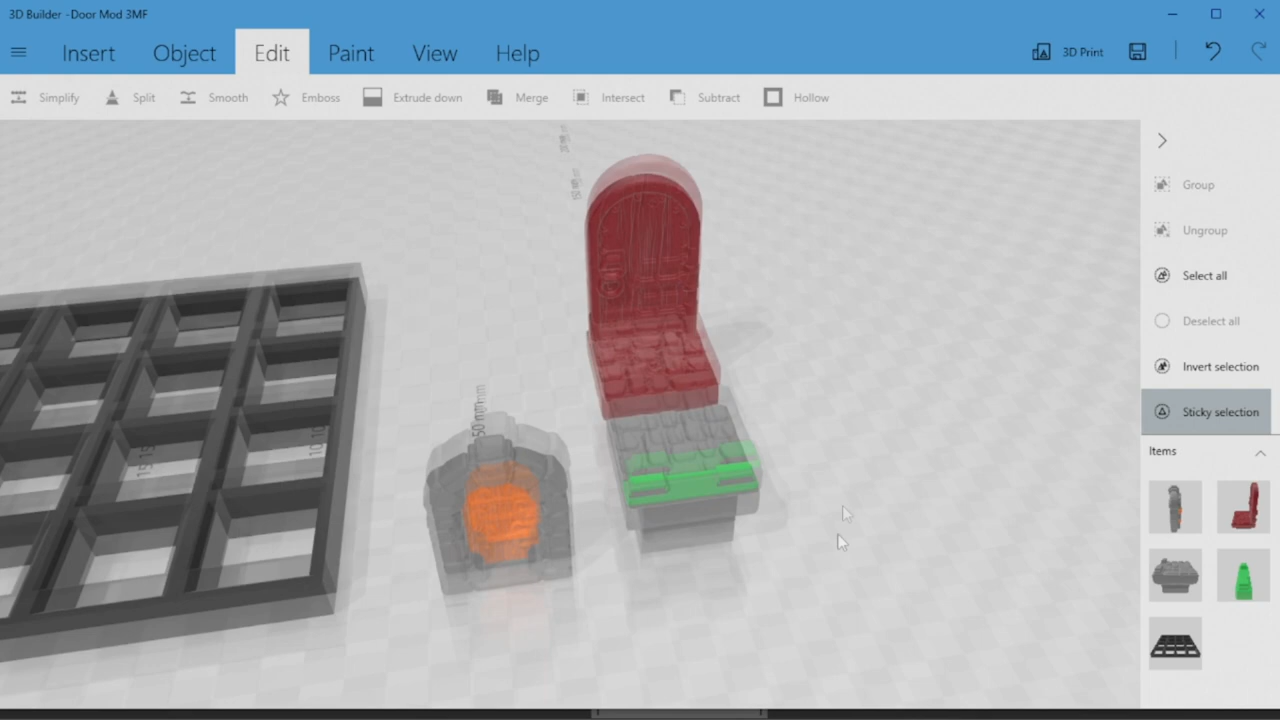 3D Builder - Door Mod 3MF
Insert Object Edit Paint View Help 3D Print
Simplify Split Smooth Emboss Extrude down Merge Intersect Subtract Hollow
Group
Ungroup
Select all
Deselect all
Invert selection
Sticky selection
Items